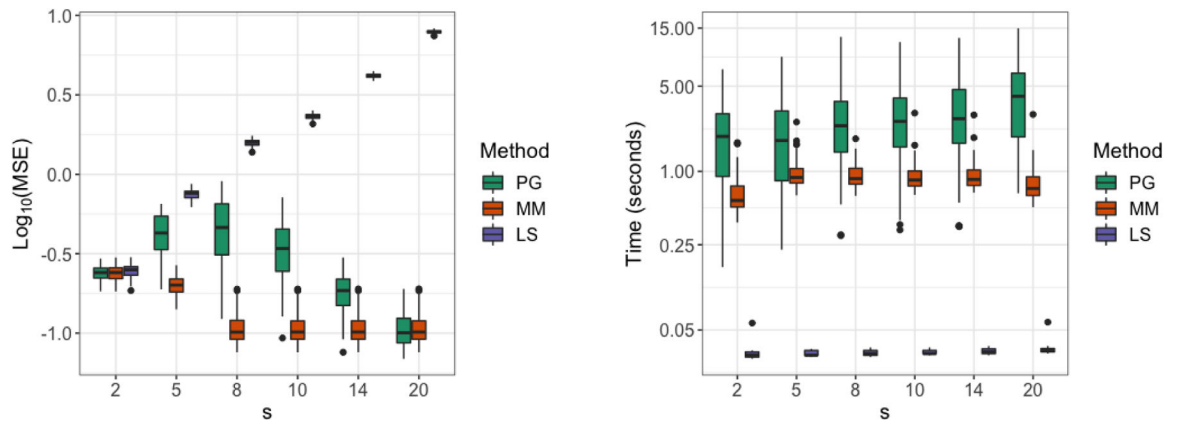 1.0
0.5
0.0
-0.5
-1.0
Log10(MSE)
2 5 8 10 14 20
s
Method
PG
MM
LS
15.00
5.00
1.00
0.25
0.05
Time (seconds)
2 5 8 10 14 20
s
Method
PG
MM
LS